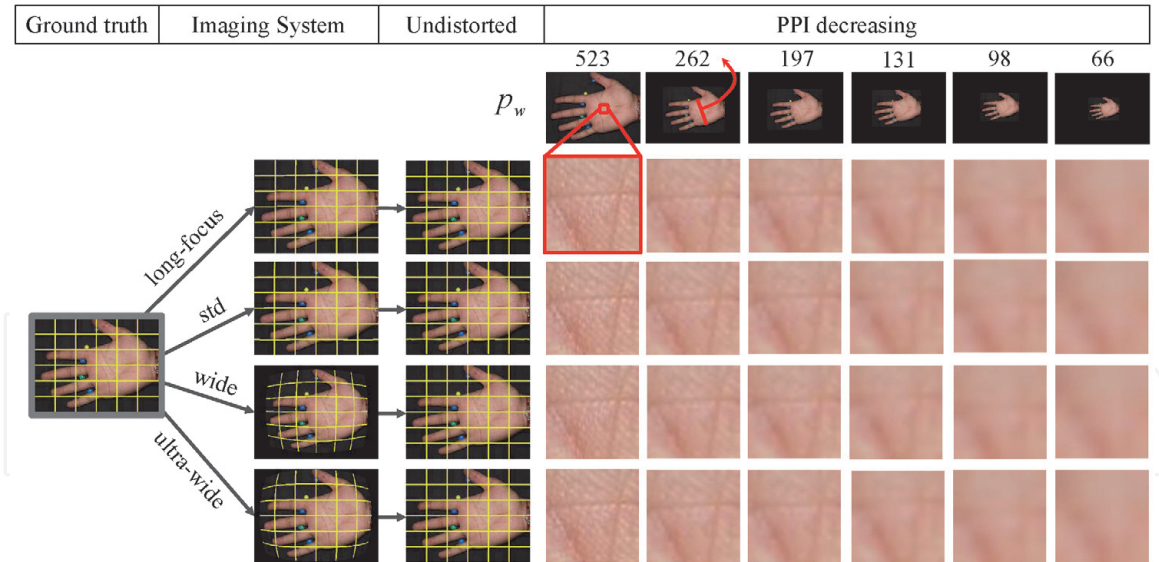 Ground truth Imaging System Undistorted PPI decreasing
523 262 197 131 98 66
p_w
long-focus
std
wide
ultra-wide